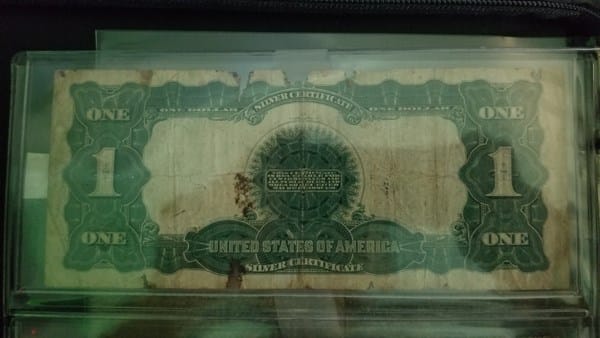 SILVER CERTIFICATE
ONE
ONE DOLLAR
ONE DOLLAR
ONE
1
1
ONE
UNITED STATES OF AMERICA
ONE
SILVER CERTIFICATE